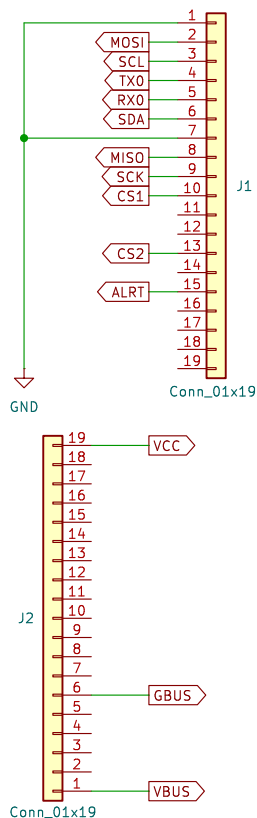 1
MOSI 2
SCL 3
TX0 4
RX0 5
SDA 6
7
MISO 8
SCK 9
CS1 10
J1
11
12
CS2 13
14
ALRT 15
16
17
18
19
Conn_01x19
GND
19 VCC
18
17
16
15
14
13
12
11
10
J2
9
8
7
6 GBUS
5
4
3
2
1 VBUS
Conn_01x19